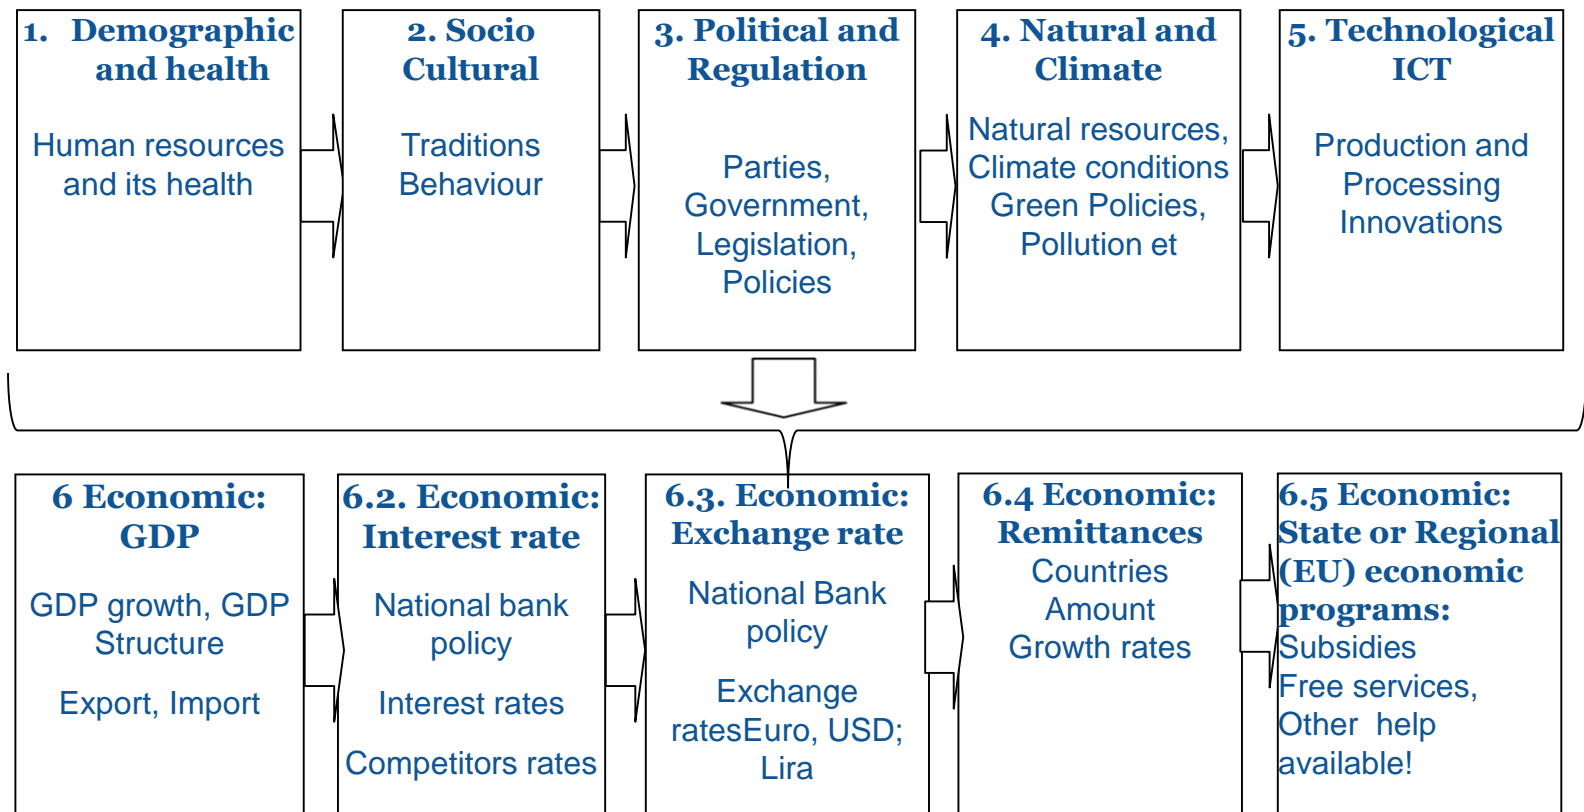 1. Demographic
and health
Human resources
and its health
2. Socio
Cultural
Traditions
Behaviour
3. Political and
Regulation
Parties,
Government,
Legislation,
Policies
4. Natural and
Climate
Natural resources,
Climate conditions
Green Policies,
Pollution et
5. Technological
ICT
Production and
Processing
Innovations
6 Economic:
GDP
GDP growth, GDP
Structure
Export, Import
6.2. Economic:
Interest rate
National bank
policy
Interest rates
Competitors rates
6.3. Economic:
Exchange rate
National Bank
policy
Exchange
ratesEuro, USD;
Lira
6.4 Economic:
Remittances
Countries
Amount
Growth rates
6.5 Economic:
State or Regional
(EU) economic
programs:
Subsidies
Free services,
Other help
available!